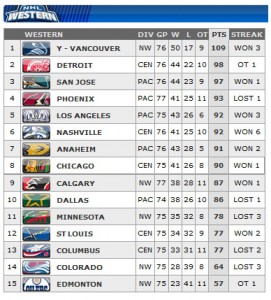 NHL
WESTERN
WESTERN DIV GP W L OT PTS STREAK
1 Y - VANCOUVER NW 76 50 17 9 109 WON 3
2 DETROIT CEN 76 44 22 10 98 OT 1
3 SAN JOSE PAC 76 44 23 9 97 WON 1
4 PHOENIX PAC 77 41 25 11 93 LOST 1
5 LOS ANGELES PAC 75 43 26 6 92 WON 3
6 NASHVILLE CEN 76 41 25 10 92 WON 6
7 ANAHEIM PAC 76 43 28 5 91 WON 2
8 CHICAGO CEN 75 41 26 8 90 WON 1
9 CALGARY NW 77 38 28 11 87 WON 1
10 DALLAS PAC 74 38 26 10 86 LOST 1
11 MINNESOTA NW 75 35 32 8 78 LOST 3
12 ST LOUIS CEN 75 34 32 9 77 WON 2
13 COLUMBUS CEN 75 33 31 11 77 LOST 2
14 COLORADO NW 75 28 39 8 64 LOST 3
15 EDMONTON NW 75 23 41 11 57 OT 1